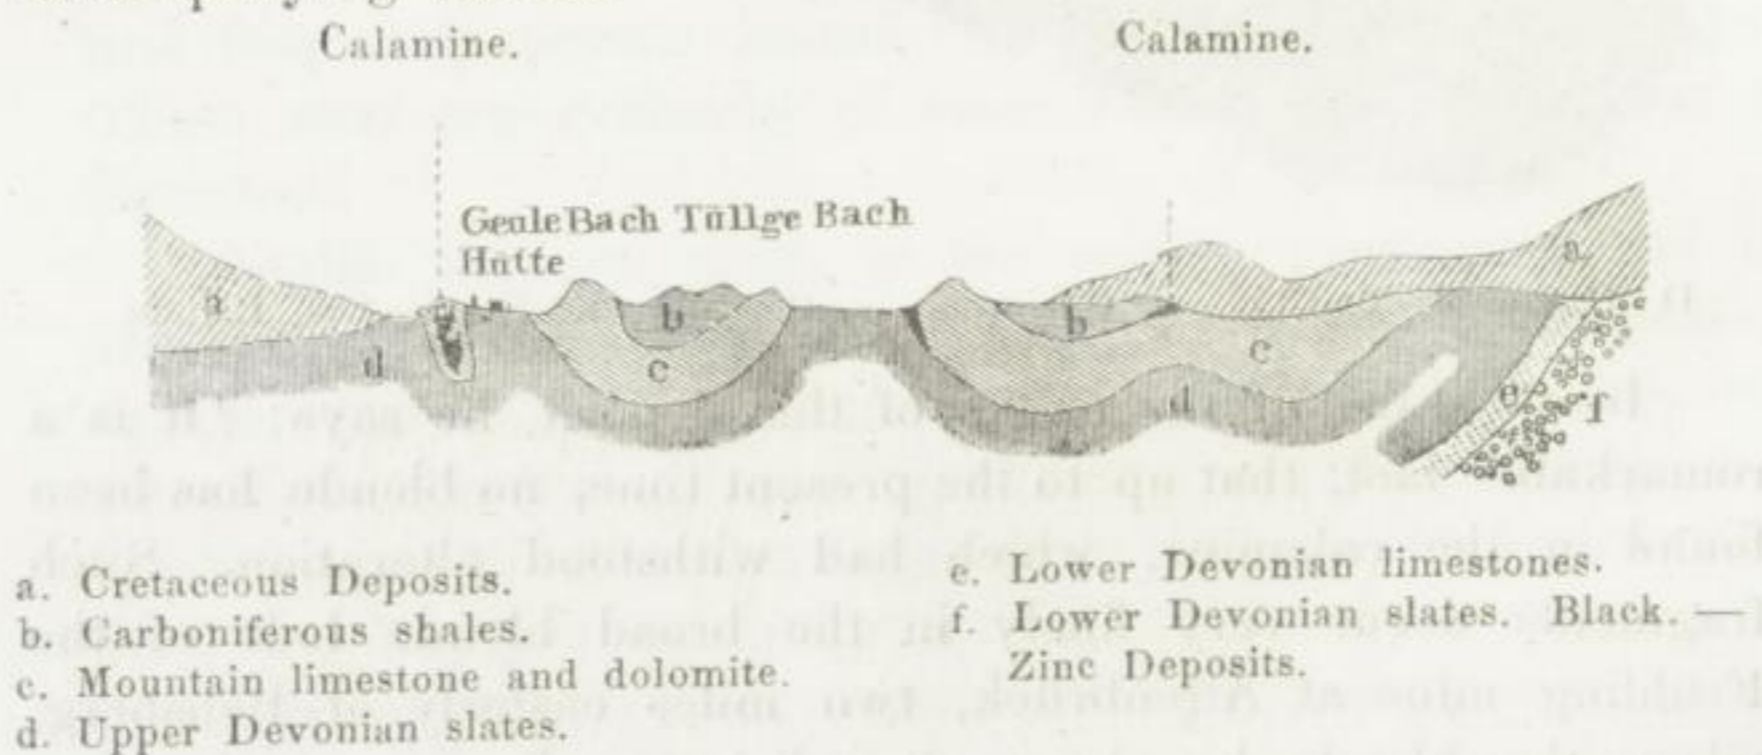 Calamine.
Calamine.
Geule Bach Tüllge Bach
Hütte
a
b
c
d
b
c
d
a.
e
f
a. Cretaceous Deposits.
b. Carboniferous shales.
c. Mountain limestone and dolomite.
d. Upper Devonian slates.
e. Lower Devonian limestones.
f. Lower Devonian slates. Black. —
Zinc Deposits.